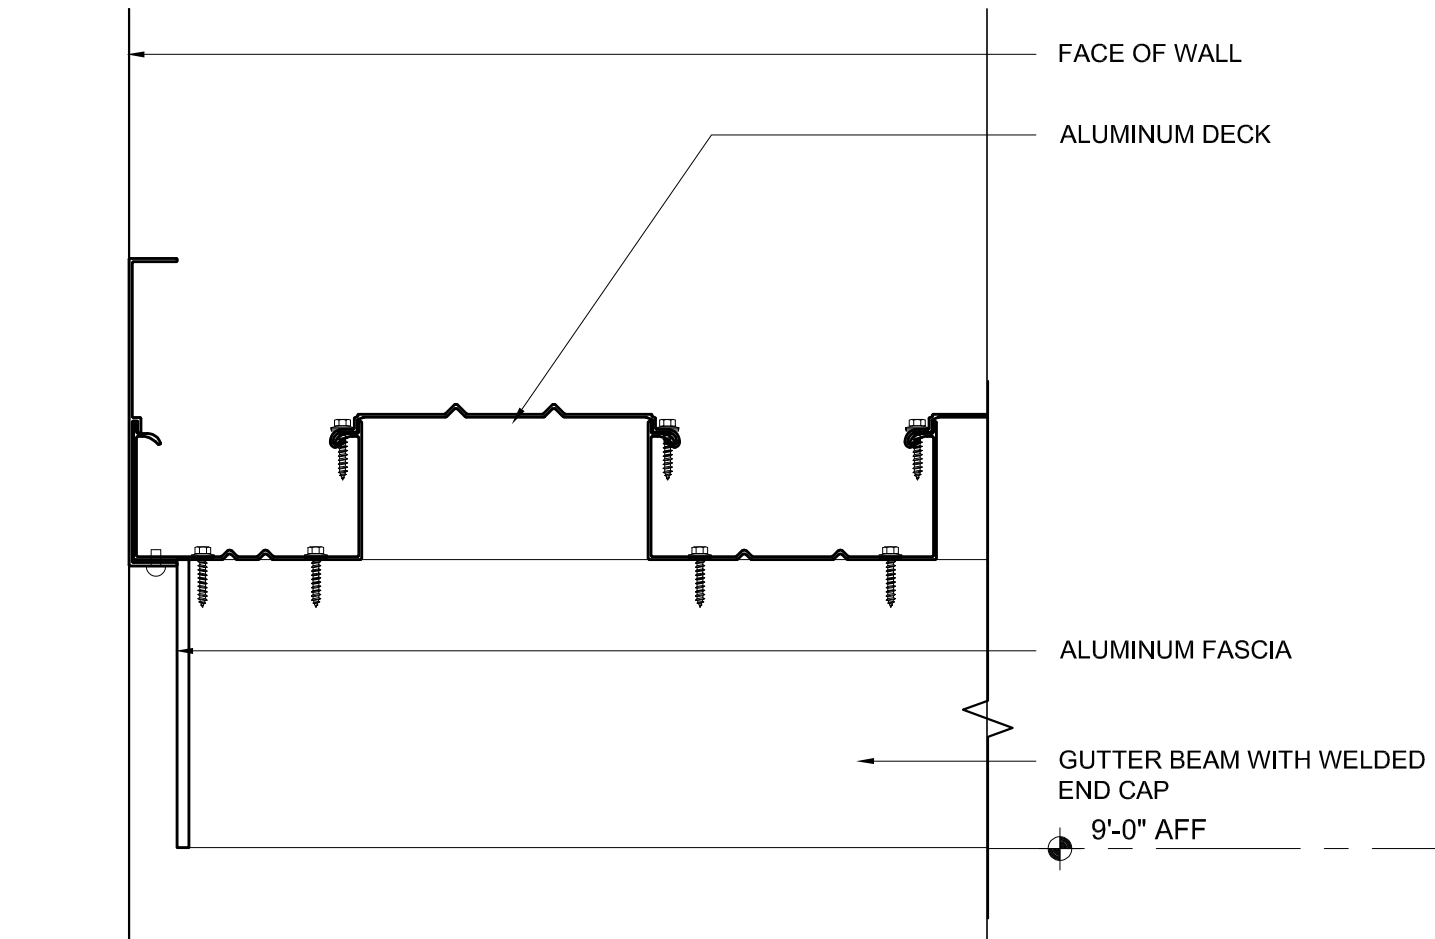 FACE OF WALL
ALUMINUM DECK
ALUMINUM FASCIA
GUTTER BEAM WITH WELDED
END CAP
9'-0" AFF